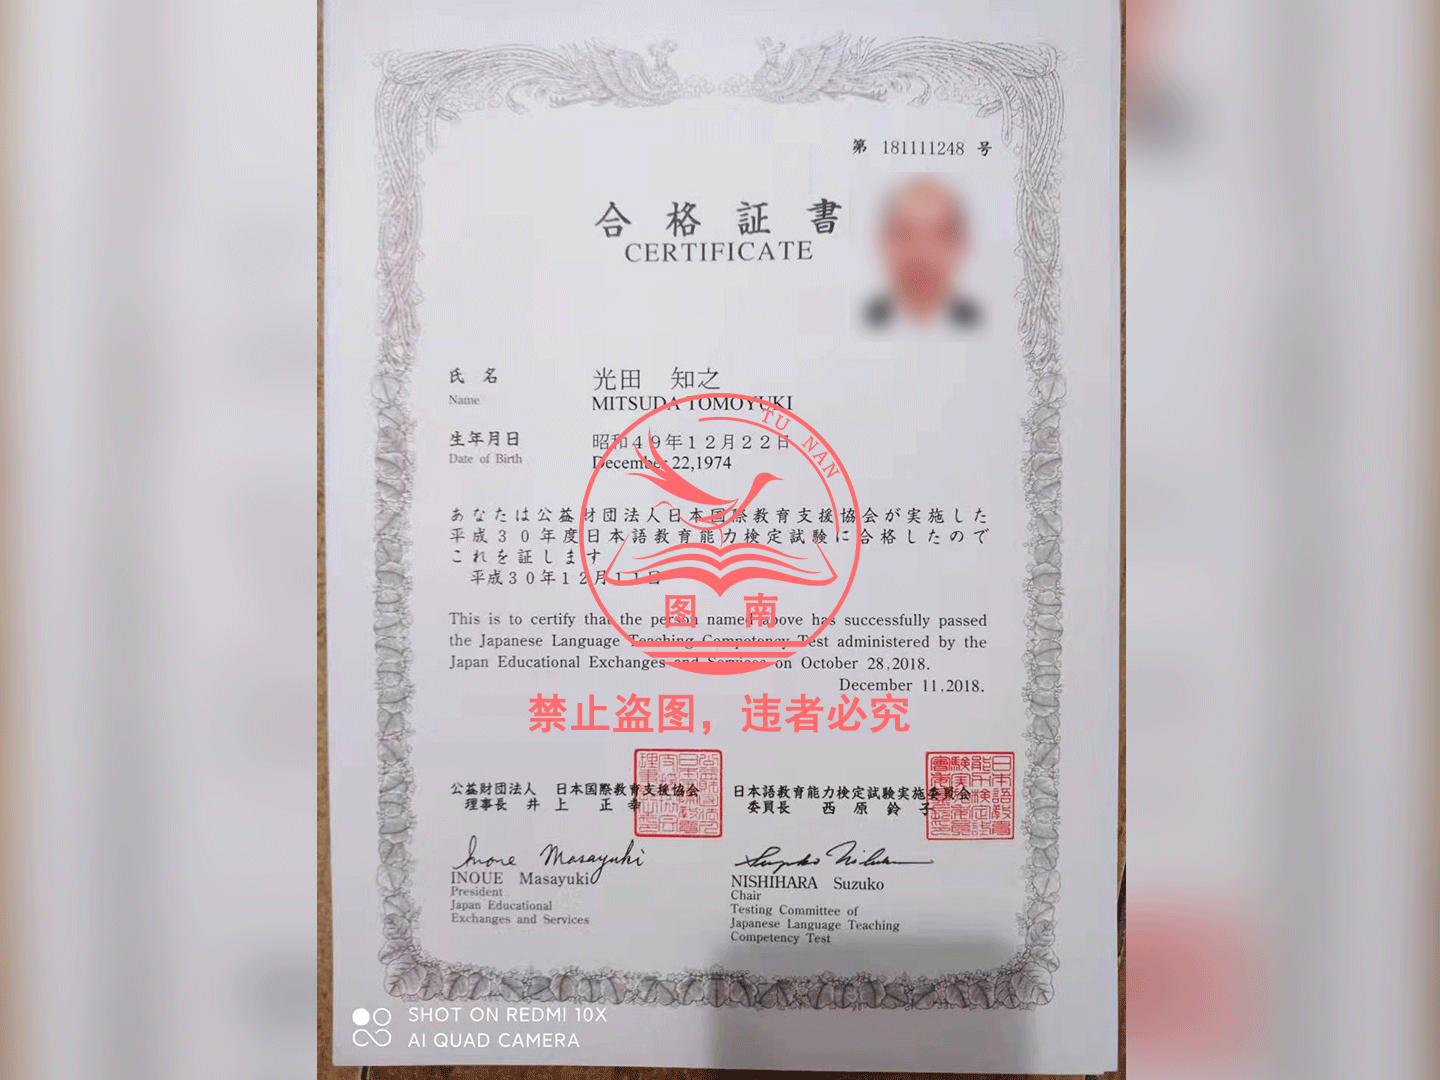 第 181111248 号
合格証書
CERTIFICATE
氏名 光田 知之
Name MITSUDA TOMOYUKI
生年月日 昭和49年12月22日
Date of Birth December 22,1974
TU NAN
あなたは公益財団法人日本国際教育支援協会が実施した
平成30年度日本語教育能力検定試験に合格したので
これを証します
平成30年12月11日
图南
This is to certify that the person named above has successfully passed
the Japanese Language Teaching Competency Test administered by the
Japan Educational Exchanges and Services on October 28,2018.
December 11,2018.
禁止盗图，违者必究
公益財団法人 日本国際教育支援協会
理事長 井上 正幸
Inoue Masayuki
INOUE Masayuki
President
Japan Educational
Exchanges and Services
日本語教育能力検定試験実施委員会
委員長 西原 鈴子
NISHIHARA Suzuko
Chair
Testing Committee of
Japanese Language Teaching
Competency Test
SHOT ON REDMI 10X
AI QUAD CAMERA